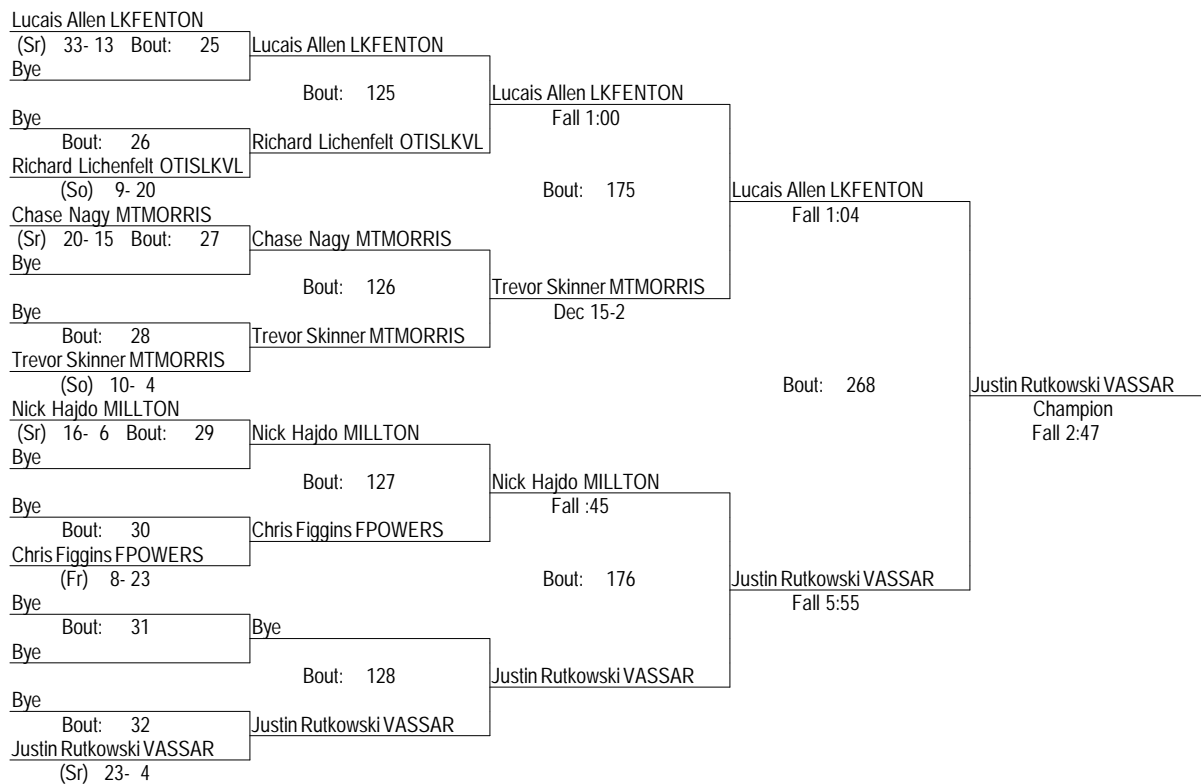 Lucais Allen LKFENTON
(Sr) 33- 13 Bout: 25 Lucais Allen LKFENTON
Bye
Bout: 125 Lucais Allen LKFENTON
Bye Fall 1:00
Bout: 26 Richard Lichenfelt OTISLKVL
Richard Lichenfelt OTISLKVL
(So) 9- 20 Bout: 175 Lucais Allen LKFENTON
Chase Nagy MTMORRIS Fall 1:04
(Sr) 20- 15 Bout: 27 Chase Nagy MTMORRIS
Bye
Bout: 126 Trevor Skinner MTMORRIS
Bye Dec 15-2
Bout: 28 Trevor Skinner MTMORRIS
Trevor Skinner MTMORRIS
(So) 10- 4 Bout: 268 Justin Rutkowski VASSAR
Nick Hajdo MILLTON Champion
(Sr) 16- 6 Bout: 29 Nick Hajdo MILLTON Fall 2:47
Bye
Bout: 127 Nick Hajdo MILLTON
Bye Fall :45
Bout: 30 Chris Figgins FPOWERS
Chris Figgins FPOWERS
(Fr) 8- 23 Bout: 176 Justin Rutkowski VASSAR
Bye Fall 5:55
Bout: 31 Bye
Bye
Bout: 128 Justin Rutkowski VASSAR
Bye
Bout: 32 Justin Rutkowski VASSAR
Justin Rutkowski VASSAR
(Sr) 23- 4